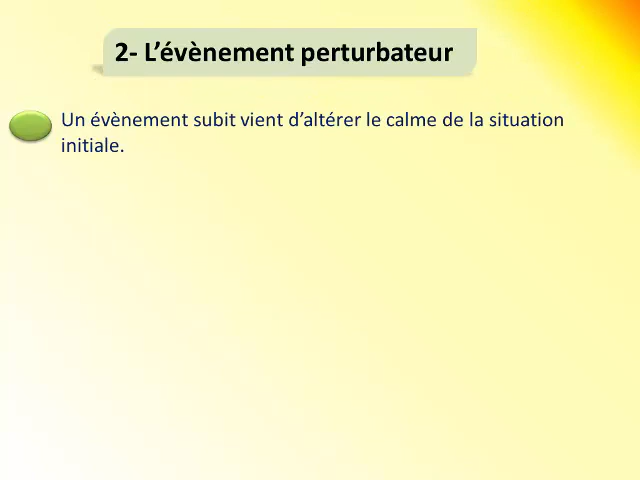 2- L’évènement perturbateur
Un évènement subit vient d’altérer le calme de la situation
initiale.